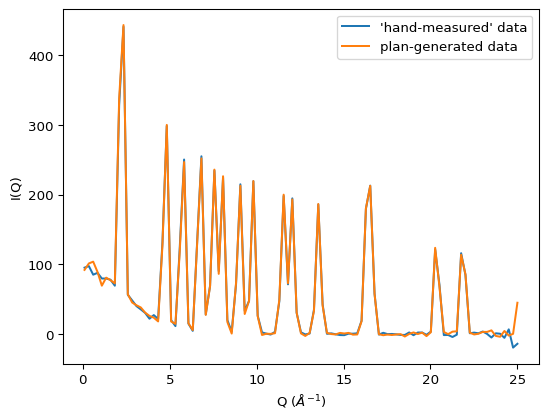 'hand-measured' data
plan-generated data
I(Q)
400
300
200
100
0
0
5
10
15
20
25
Q (Å⁻¹)